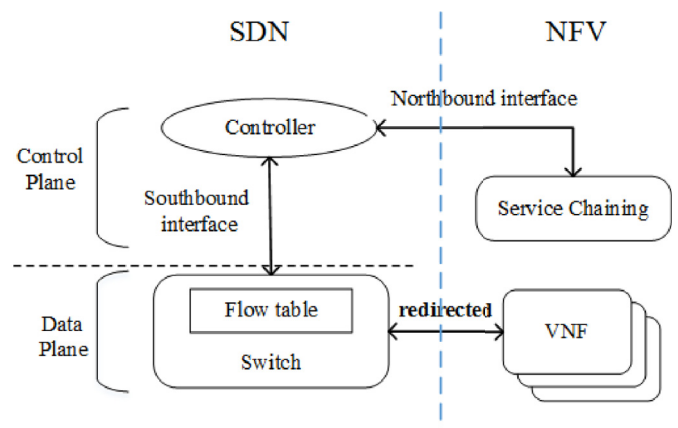 SDN
NFV
Northbound interface
Controller
Control
Plane
Southbound
interface
Service Chaining
Flow table
redirected
VNF
Data
Plane
Switch